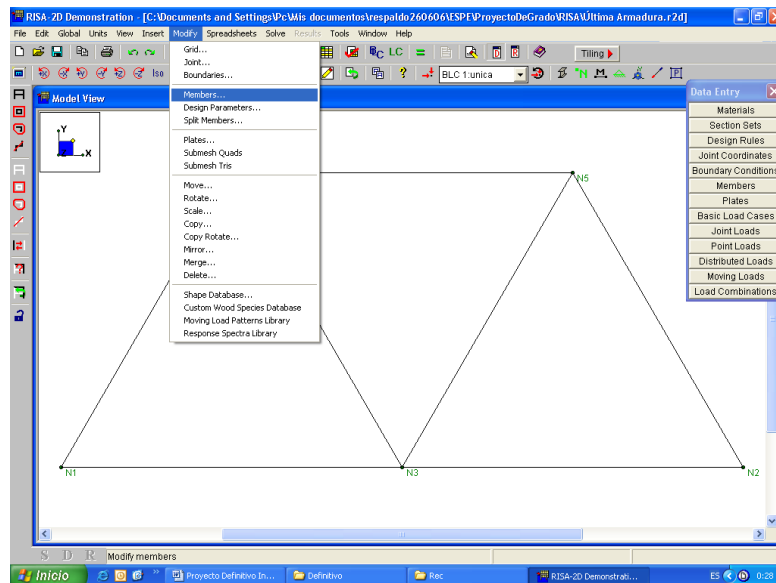 RISA-2D Demonstration - [C:\Documents and Settings\Pc\Mis documentos\respaldo260606\ESPE\ProyectoDeGrado\RISA\Última Armadura.r2d]
File Edit Global Units View Insert Modify Spreadsheets Solve Results Tools Window Help
LC Tiling
Iso BLC 1:unica
Model View
Y
X
Z
Grid...
Joint...
Boundaries...
Members...
Design Parameters...
Split Members...
Plates...
Submesh Quads
Submesh Tris
Move...
Rotate...
Scale...
Copy...
Copy Rotate...
Mirror...
Merge...
Delete...
Shape Database...
Custom Wood Species Database
Moving Load Patterns Library
Response Spectra Library
Data Entry
Materials
Section Sets
Design Rules
Joint Coordinates
Boundary Conditions
Members
Plates
Basic Load Cases
Joint Loads
Point Loads
Distributed Loads
Moving Loads
Load Combinations
N5
N1
N3
N2
S D R Modify members
Inicio Proyecto Definitivo In... Definitivo Rec RISA-2D Demonstrati... ES 0:28